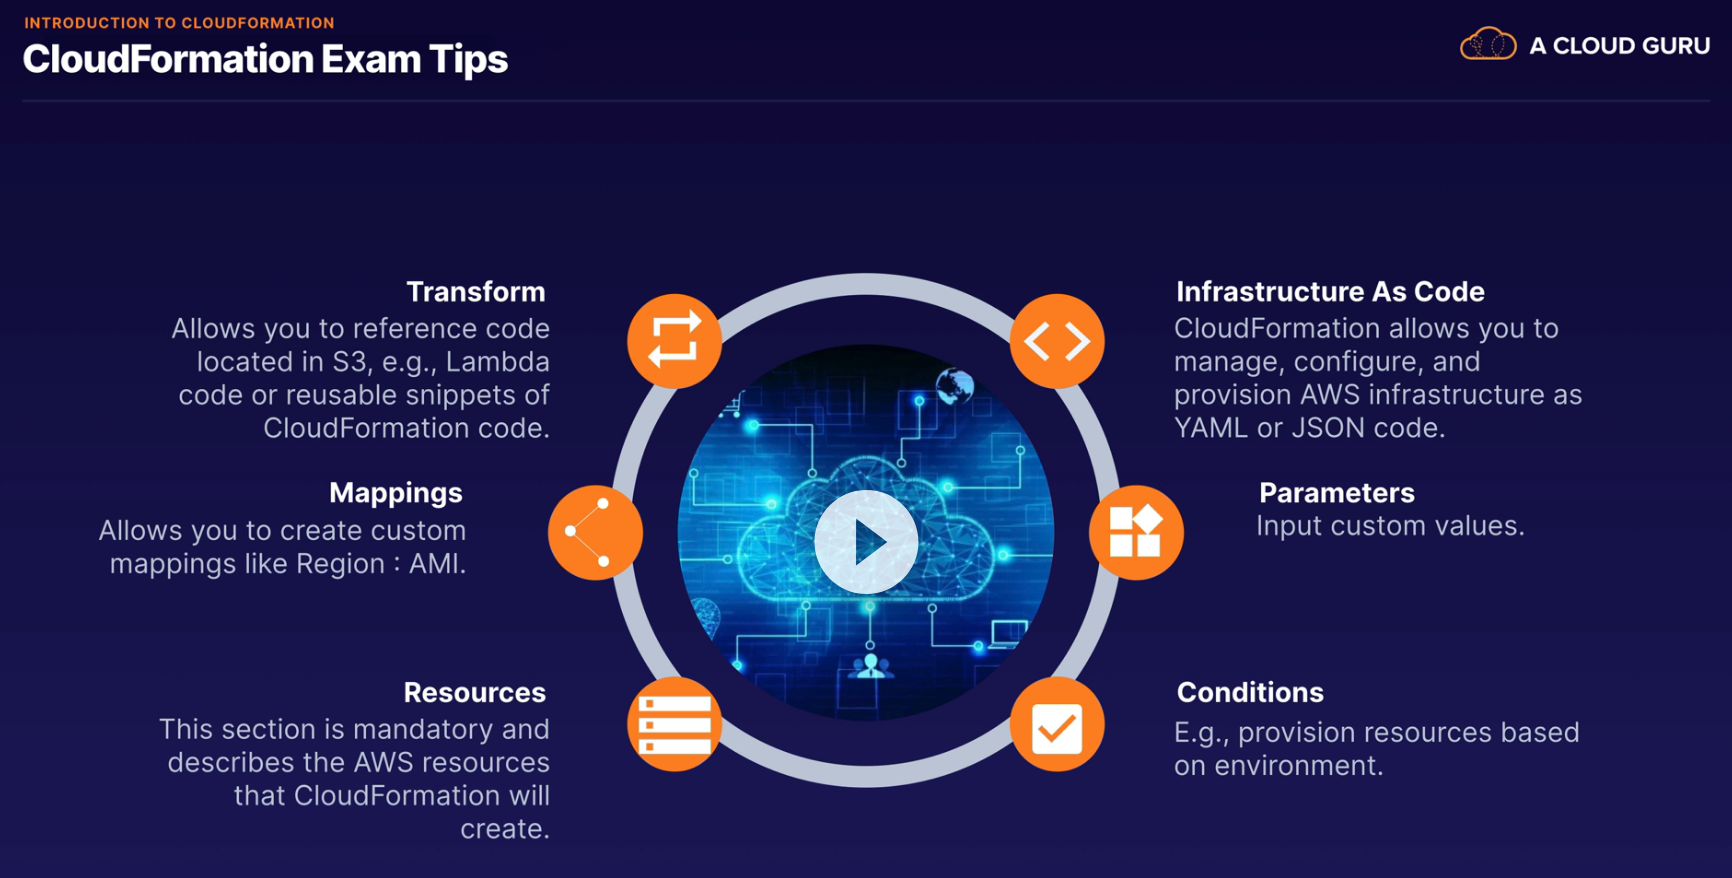 INTRODUCTION TO CLOUDFORMATION
CloudFormation Exam Tips
A CLOUD GURU
Transform
Allows you to reference code
located in S3, e.g., Lambda
code or reusable snippets of
CloudFormation code.
Infrastructure As Code
CloudFormation allows you to
manage, configure, and
provision AWS infrastructure as
YAML or JSON code.
Mappings
Allows you to create custom
mappings like Region : AMI.
Parameters
Input custom values.
Resources
This section is mandatory and
describes the AWS resources
that CloudFormation will
create.
Conditions
E.g., provision resources based
on environment.